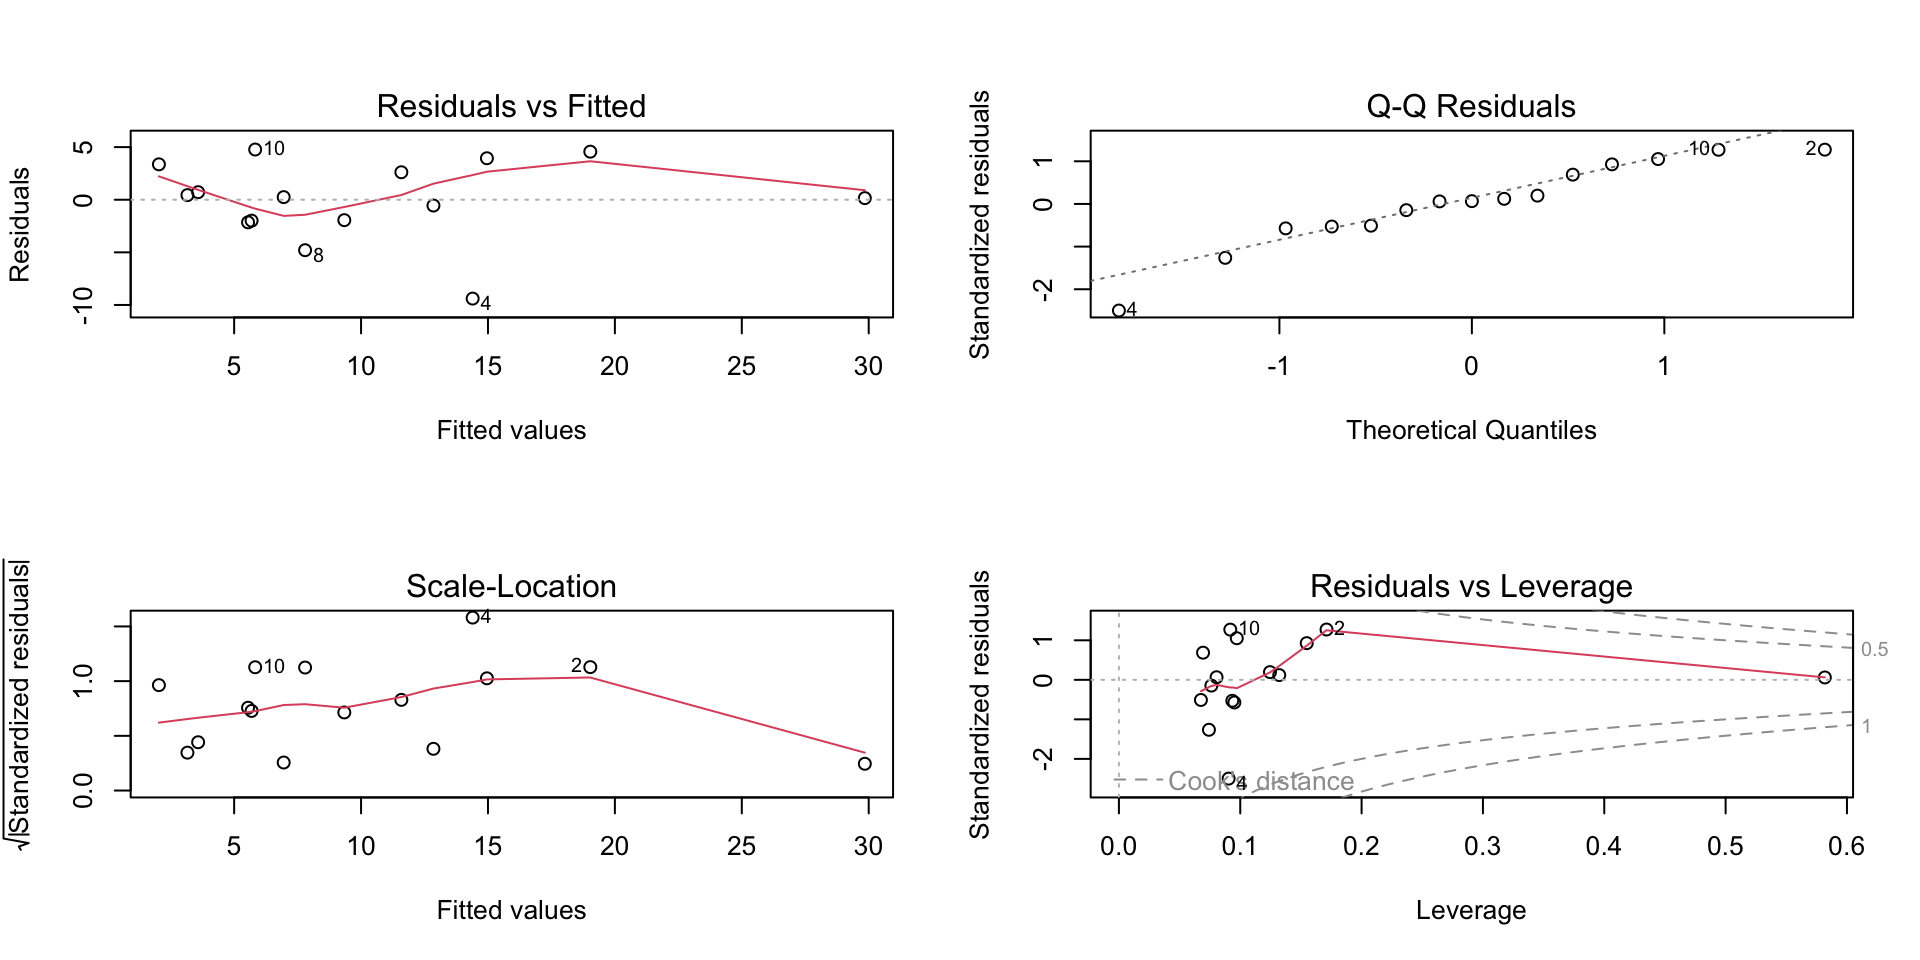 Residuals vs Fitted
Residuals
5
0
-10
10
8
4
5 10 15 20 25 30
Fitted values
Q-Q Residuals
Standardized residuals
1
0
-2
10
2
4
-1 0 1
Theoretical Quantiles
Scale-Location
√|Standardized residuals|
1.0
0.0
4
10
2
5 10 15 20 25 30
Fitted values
Residuals vs Leverage
Standardized residuals
1
0
-2
10
2
0.5
1
4
Cook's distance
0.0 0.1 0.2 0.3 0.4 0.5 0.6
Leverage